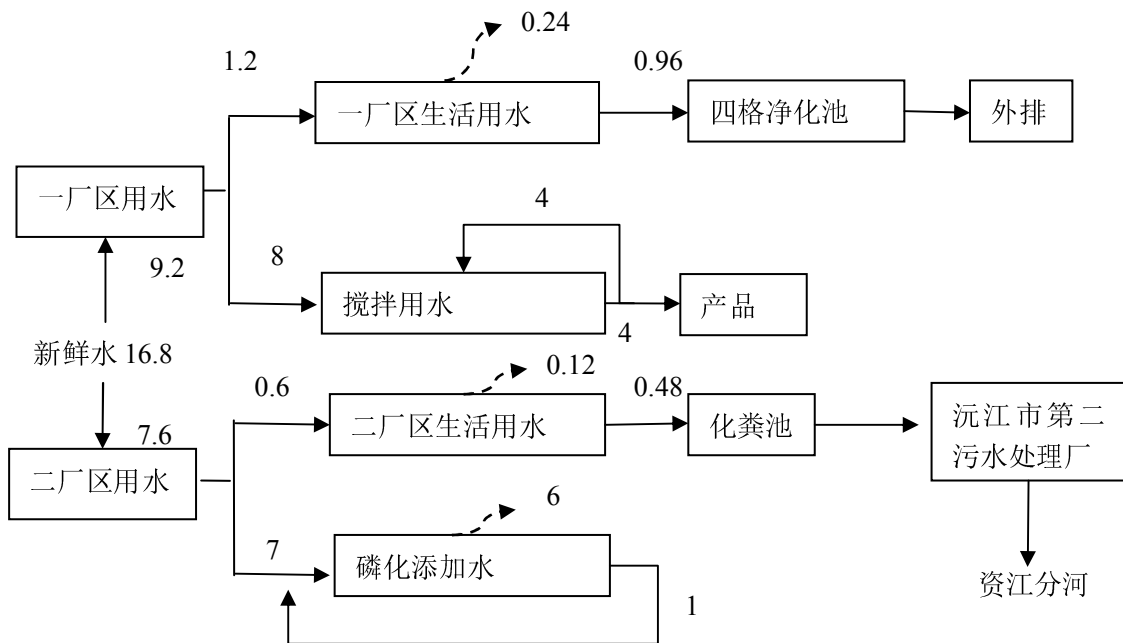 0.24
1.2
0.96
一厂区生活用水
四格净化池
外排
一厂区用水
4
9.2
8
搅拌用水
产品
4
新鲜水 16.8
0.6
0.12
0.48
二厂区生活用水
化粪池
沅江市第二
污水处理厂
7.6
二厂区用水
6
7
磷化添加水
资江分河
1